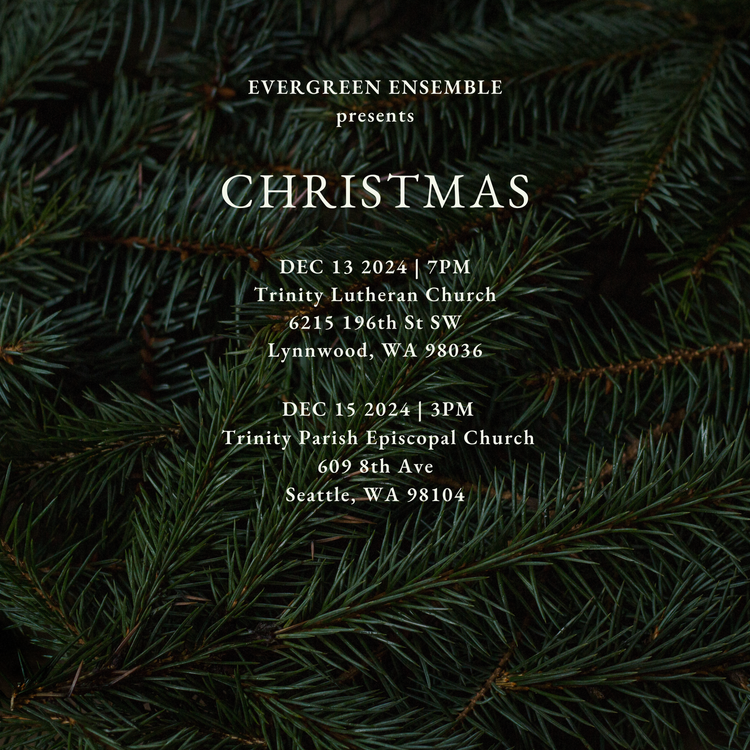 EVERGREEN ENSEMBLE
presents
CHRISTMAS
DEC 13 2024 | 7PM
Trinity Lutheran Church
6215 196th St SW
Lynnwood, WA 98036
DEC 15 2024 | 3PM
Trinity Parish Episcopal Church
609 8th Ave
Seattle, WA 98104